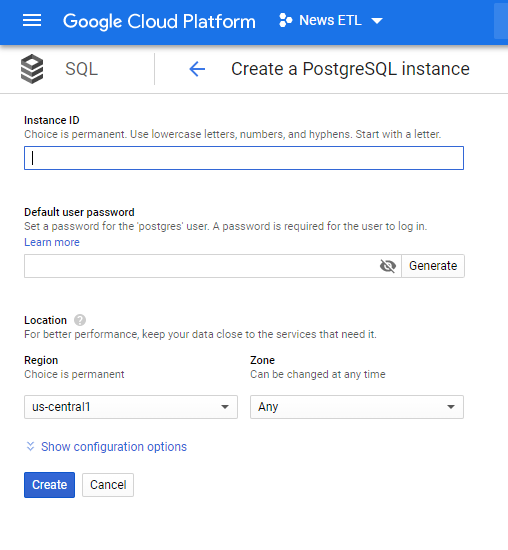 Google Cloud Platform News ETL
SQL Create a PostgreSQL instance
Instance ID
Choice is permanent. Use lowercase letters, numbers, and hyphens. Start with a letter.
Default user password
Set a password for the 'postgres' user. A password is required for the user to log in.
Learn more
Generate
Location ?
For better performance, keep your data close to the services that need it.
Region Zone
Choice is permanent Can be changed at any time
us-central1 Any
Show configuration options
Create Cancel